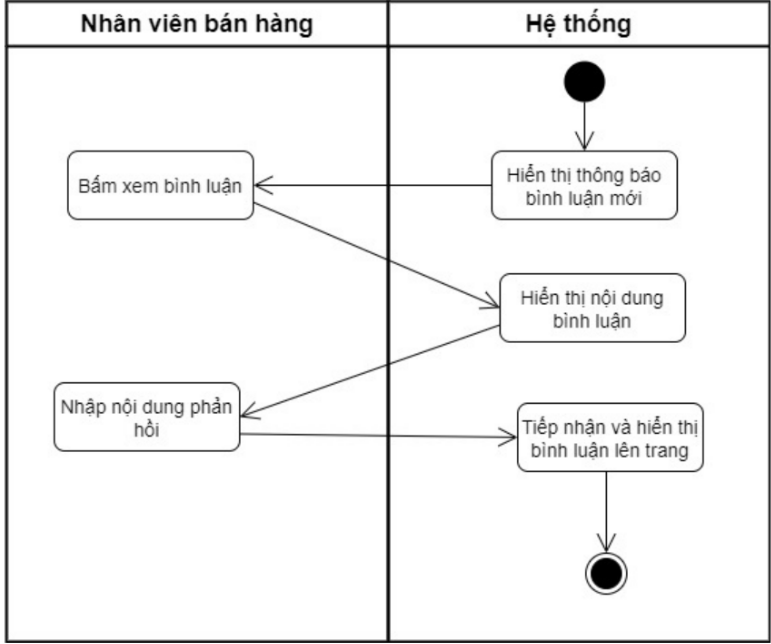 Nhân viên bán hàng
Hệ thống
Hiển thị thông báo
bình luận mới
Bấm xem bình luận
Hiển thị nội dung
bình luận
Nhập nội dung phản
hồi
Tiếp nhận và hiển thị
bình luận lên trang